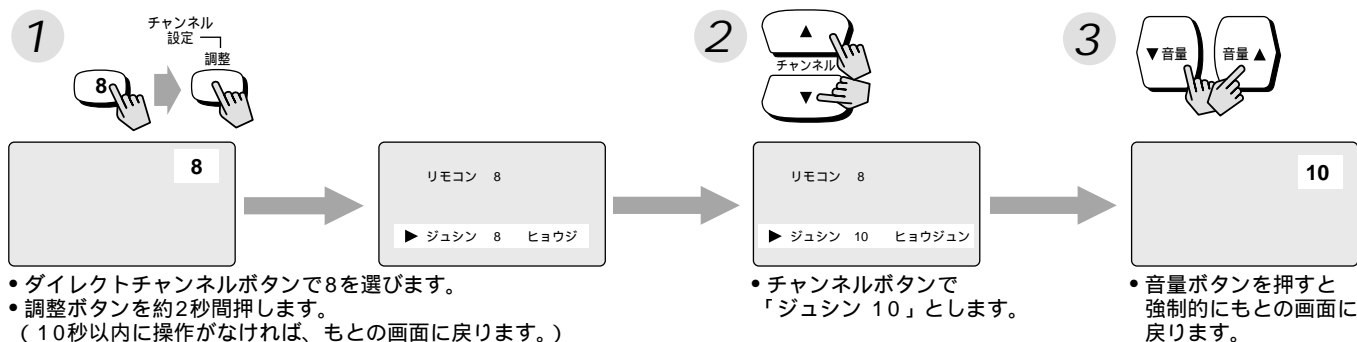 1
チャンネル
設定
調整
8
8
リモコン 8
▶ ジュシン 8 ヒョウジ
• ダイレクトチャンネルボタンで8を選びます。
• 調整ボタンを約2秒間押します。
（10秒以内に操作がなければ、もとの画面に戻ります。）
2
▲
チャンネル
▼
リモコン 8
▶ ジュシン 10 ヒョウジュン
• チャンネルボタンで
「ジュシン 10」とします。
3
▼音量 音量▲
10
• 音量ボタンを押すと
強制的にもとの画面に
戻ります。